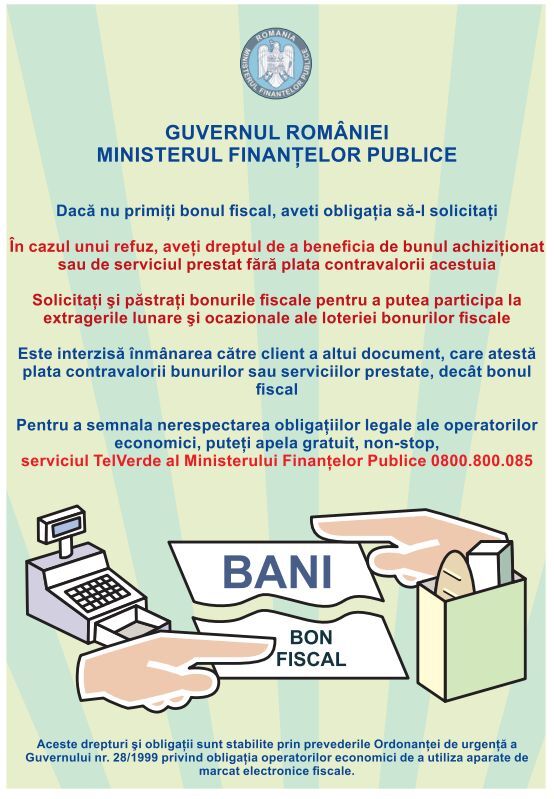 ROMÂNIA
MINISTERUL FINANȚELOR PUBLICE
GUVERNUL ROMÂNIEI
MINISTERUL FINANȚELOR PUBLICE
Dacă nu primiți bonul fiscal, aveti obligația să-l solicitați
În cazul unui refuz, aveți dreptul de a beneficia de bunul achiziționat
sau de serviciul prestat fără plata contravalorii acestuia
Solicitați şi păstrați bonurile fiscale pentru a putea participa la
extragerile lunare şi ocazionale ale loteriei bonurilor fiscale
Este interzisă înmânarea către client a altui document, care atestă
plata contravalorii bunurilor sau serviciilor prestate, decât bonul
fiscal
Pentru a semnala nerespectarea obligațiilor legale ale operatorilor
economici, puteți apela gratuit, non-stop,
serviciul TelVerde al Ministerului Finanțelor Publice 0800.800.085
BANI
BON
FISCAL
Aceste drepturi şi obligații sunt stabilite prin prevederile Ordonanței de urgență a
Guvernului nr. 28/1999 privind obligația operatorilor economici de a utiliza aparate de
marcat electronice fiscale.